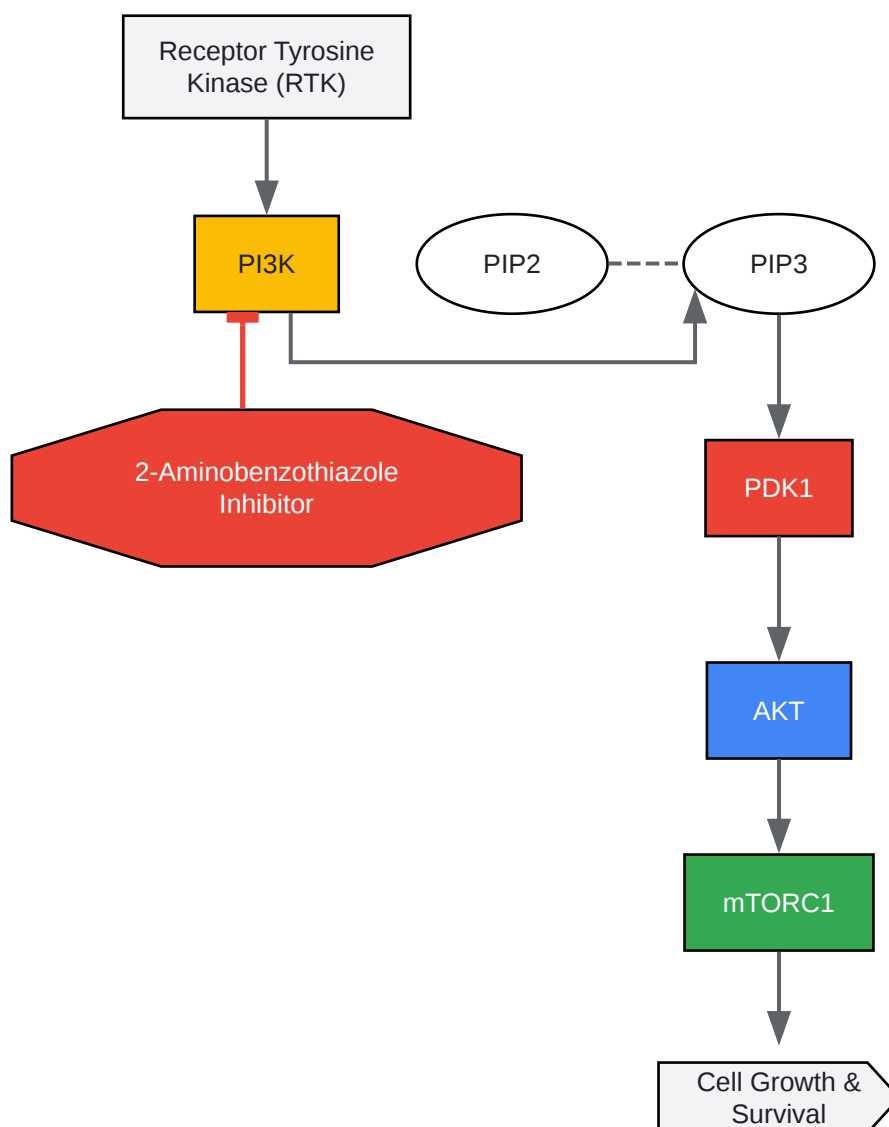 Receptor Tyrosine
Kinase (RTK)
PI3K
PIP2
PIP3
2-Aminobenzothiazole
Inhibitor
PDK1
AKT
mTORC1
Cell Growth &
Survival